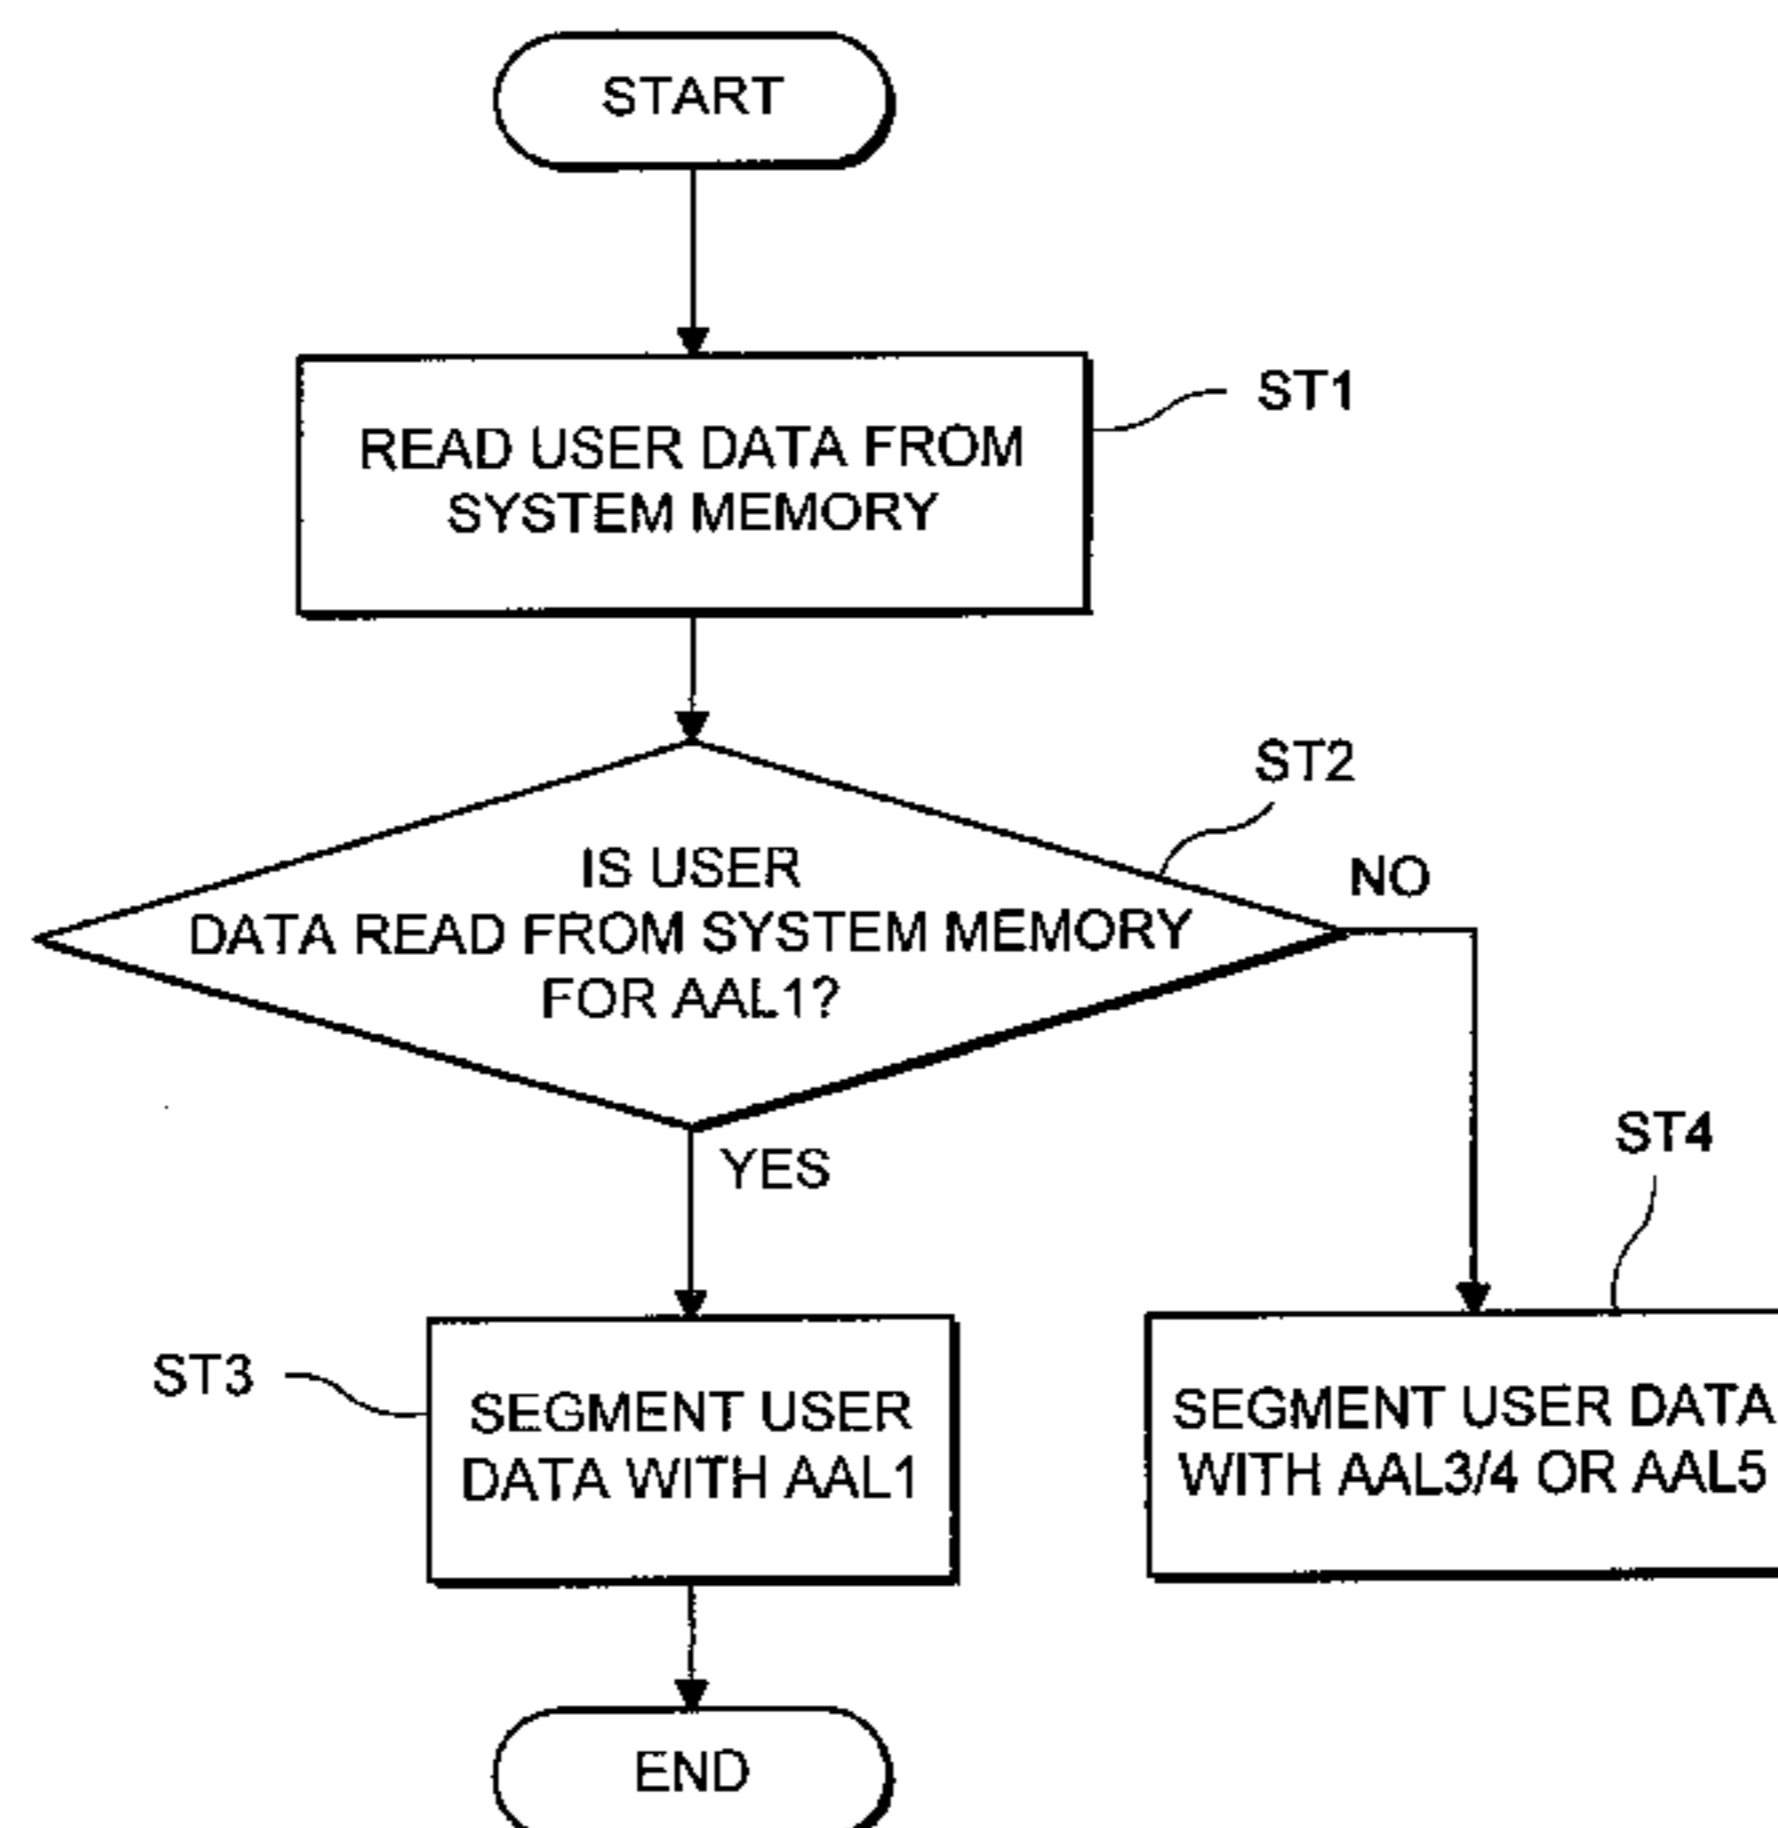 START
READ USER DATA FROM
SYSTEM MEMORY
ST1
ST2
IS USER
DATA READ FROM SYSTEM MEMORY
FOR AAL1?
NO
YES
ST4
ST3
SEGMENT USER
DATA WITH AAL1
SEGMENT USER DATA
WITH AAL3/4 OR AAL5
END